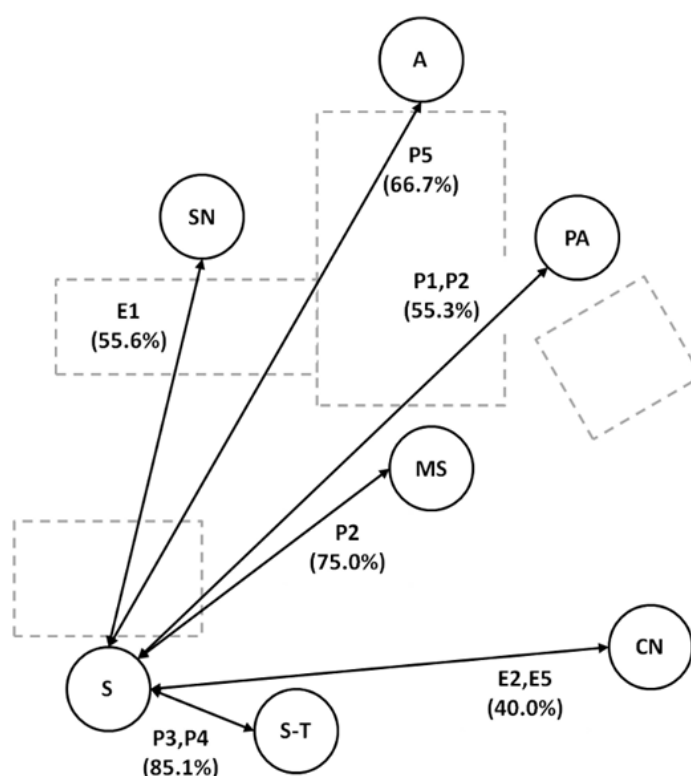 A
P5
(66.7%)
SN
PA
P1,P2
(55.3%)
E1
(55.6%)
MS
P2
(75.0%)
CN
S
E2,E5
(40.0%)
S-T
P3,P4
(85.1%)